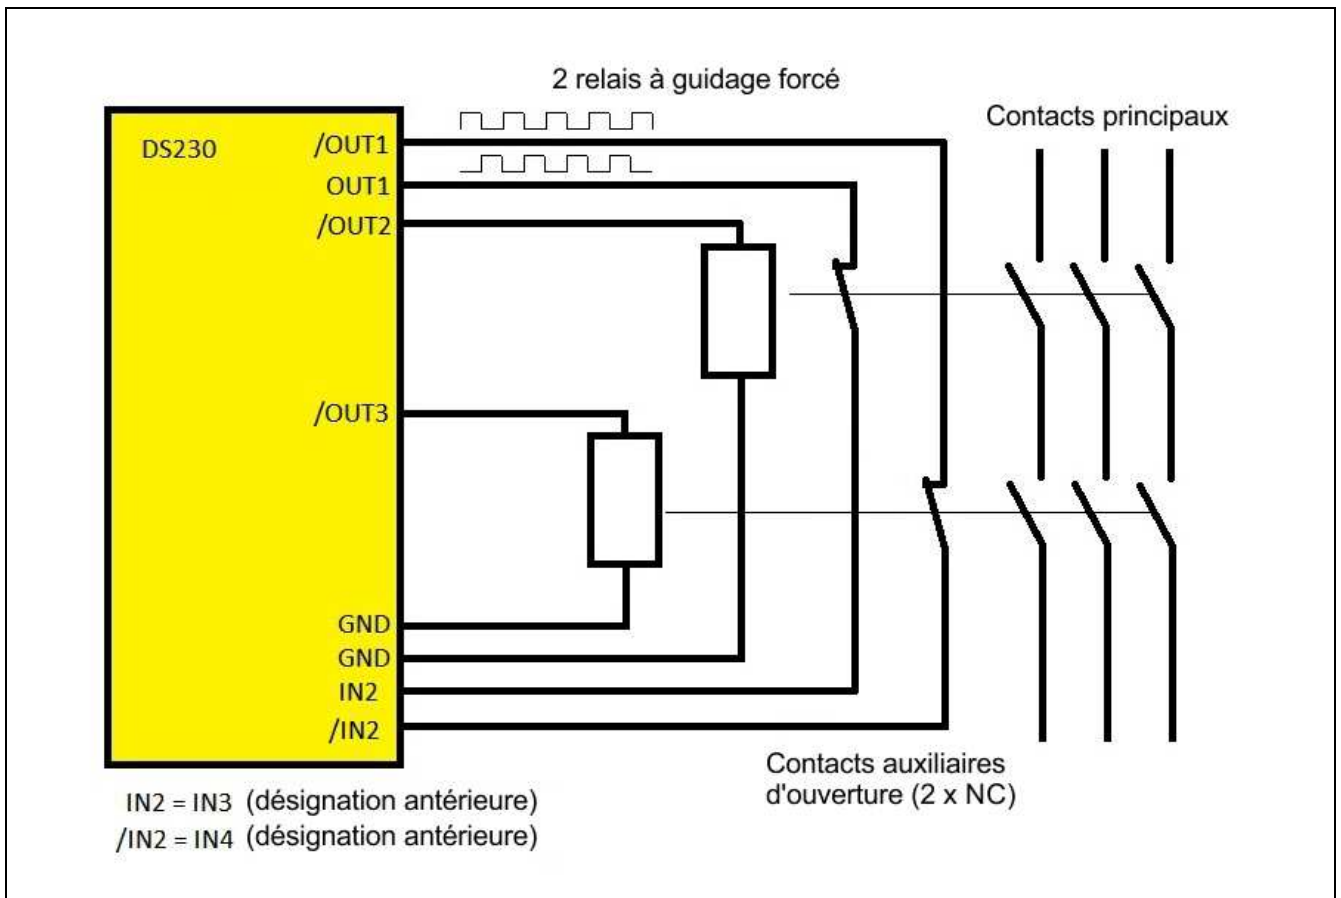 2 relais à guidage forcé
Contacts principaux
DS230
/OUT1
OUT1
/OUT2
/OUT3
GND
GND
IN2
/IN2
Contacts auxiliaires
d'ouverture (2 x NC)
IN2 = IN3 (désignation antérieure)
/IN2 = IN4 (désignation antérieure)